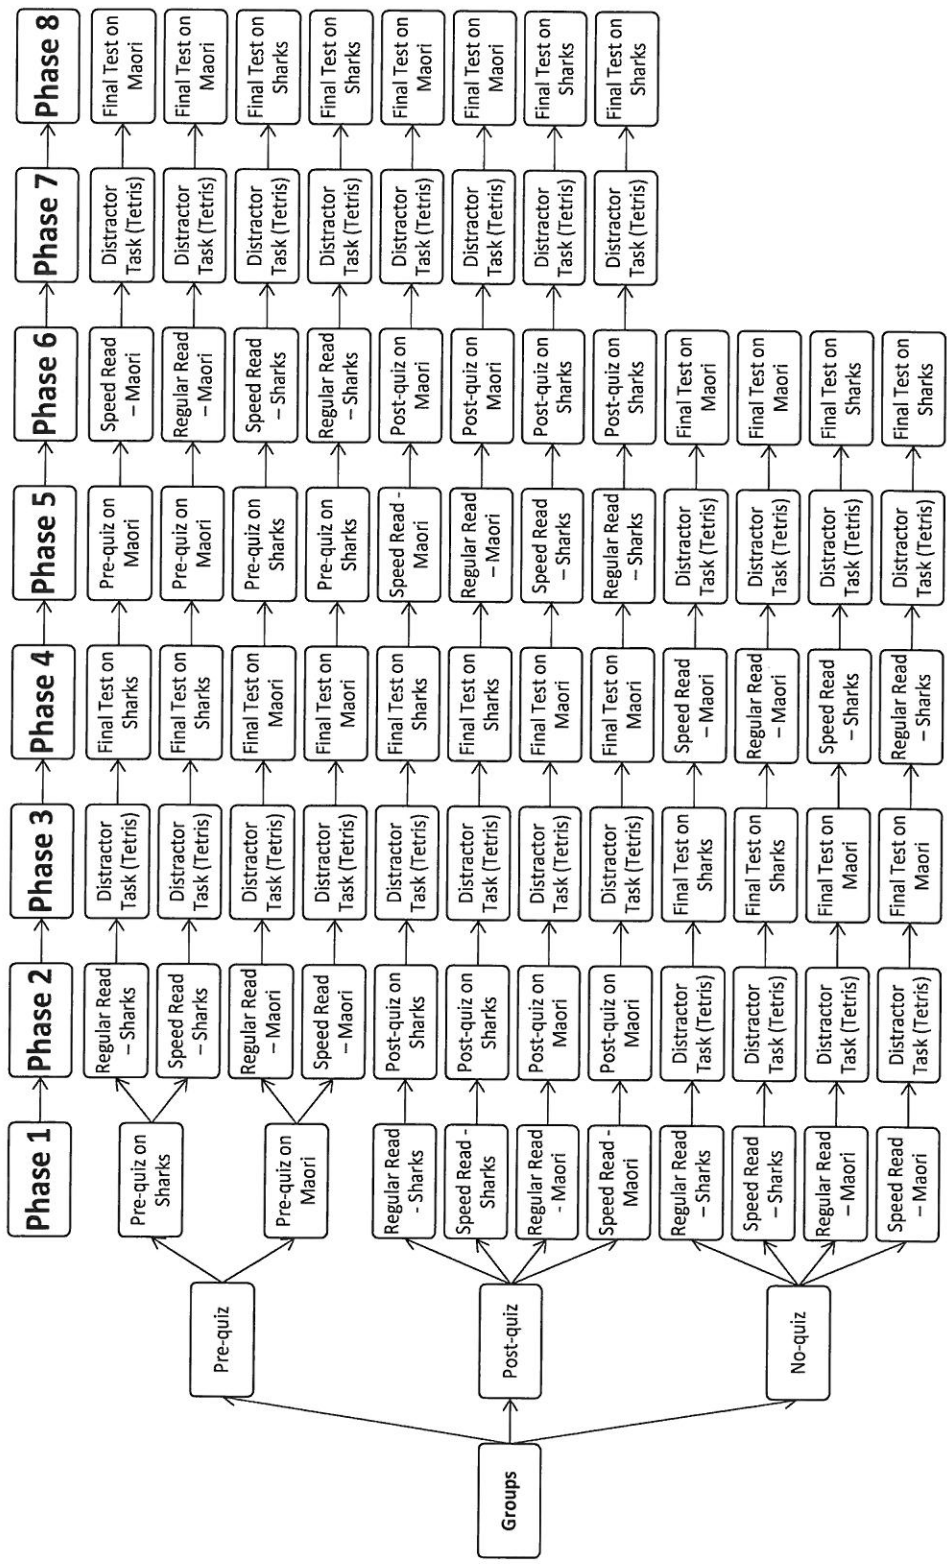 Phase 1
Phase 2
Phase 3
Phase 4
Phase 5
Phase 6
Phase 7
Phase 8
Groups
Pre-quiz
Pre-quiz on
Sharks
Regular Read
– Sharks
Distractor
Task (Tetris)
Final Test on
Sharks
Pre-quiz on
Maori
Speed Read
– Maori
Distractor
Task (Tetris)
Final Test on
Maori
Speed Read
– Sharks
Distractor
Task (Tetris)
Final Test on
Sharks
Pre-quiz on
Maori
Regular Read
– Maori
Distractor
Task (Tetris)
Final Test on
Maori
Pre-quiz on
Maori
Regular Read
– Maori
Distractor
Task (Tetris)
Final Test on
Maori
Pre-quiz on
Sharks
Speed Read
– Sharks
Distractor
Task (Tetris)
Final Test on
Sharks
Speed Read
– Maori
Distractor
Task (Tetris)
Final Test on
Maori
Pre-quiz on
Sharks
Regular Read
– Sharks
Distractor
Task (Tetris)
Final Test on
Sharks
Post-quiz
Regular Read
- Sharks
Post-quiz on
Sharks
Distractor
Task (Tetris)
Final Test on
Sharks
Speed Read -
Maori
Post-quiz on
Maori
Distractor
Task (Tetris)
Final Test on
Maori
Speed Read -
Sharks
Post-quiz on
Sharks
Distractor
Task (Tetris)
Final Test on
Sharks
Regular Read
– Maori
Post-quiz on
Maori
Distractor
Task (Tetris)
Final Test on
Maori
Regular Read
- Maori
Post-quiz on
Maori
Distractor
Task (Tetris)
Final Test on
Maori
Speed Read
– Sharks
Post-quiz on
Sharks
Distractor
Task (Tetris)
Final Test on
Sharks
Speed Read -
Maori
Post-quiz on
Maori
Distractor
Task (Tetris)
Final Test on
Maori
Regular Read
– Sharks
Post-quiz on
Sharks
Distractor
Task (Tetris)
Final Test on
Sharks
No-quiz
Regular Read
– Sharks
Distractor
Task (Tetris)
Final Test on
Sharks
Speed Read
– Maori
Distractor
Task (Tetris)
Final Test on
Maori
Speed Read
– Sharks
Distractor
Task (Tetris)
Final Test on
Sharks
Regular Read
– Maori
Distractor
Task (Tetris)
Final Test on
Maori
Regular Read
– Maori
Distractor
Task (Tetris)
Final Test on
Maori
Speed Read
– Sharks
Distractor
Task (Tetris)
Final Test on
Sharks
Speed Read
– Maori
Distractor
Task (Tetris)
Final Test on
Maori
Regular Read
– Sharks
Distractor
Task (Tetris)
Final Test on
Sharks